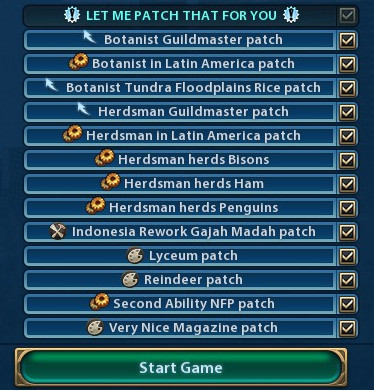 LET ME PATCH THAT FOR YOU
Botanist Guildmaster patch
Botanist in Latin America patch
Botanist Tundra Floodplains Rice patch
Herdsman Guildmaster patch
Herdsman in Latin America patch
Herdsman herds Bisons
Herdsman herds Ham
Herdsman herds Penguins
Indonesia Rework Gajah Madah patch
Lyceum patch
Reindeer patch
Second Ability NFP patch
Very Nice Magazine patch
Start Game